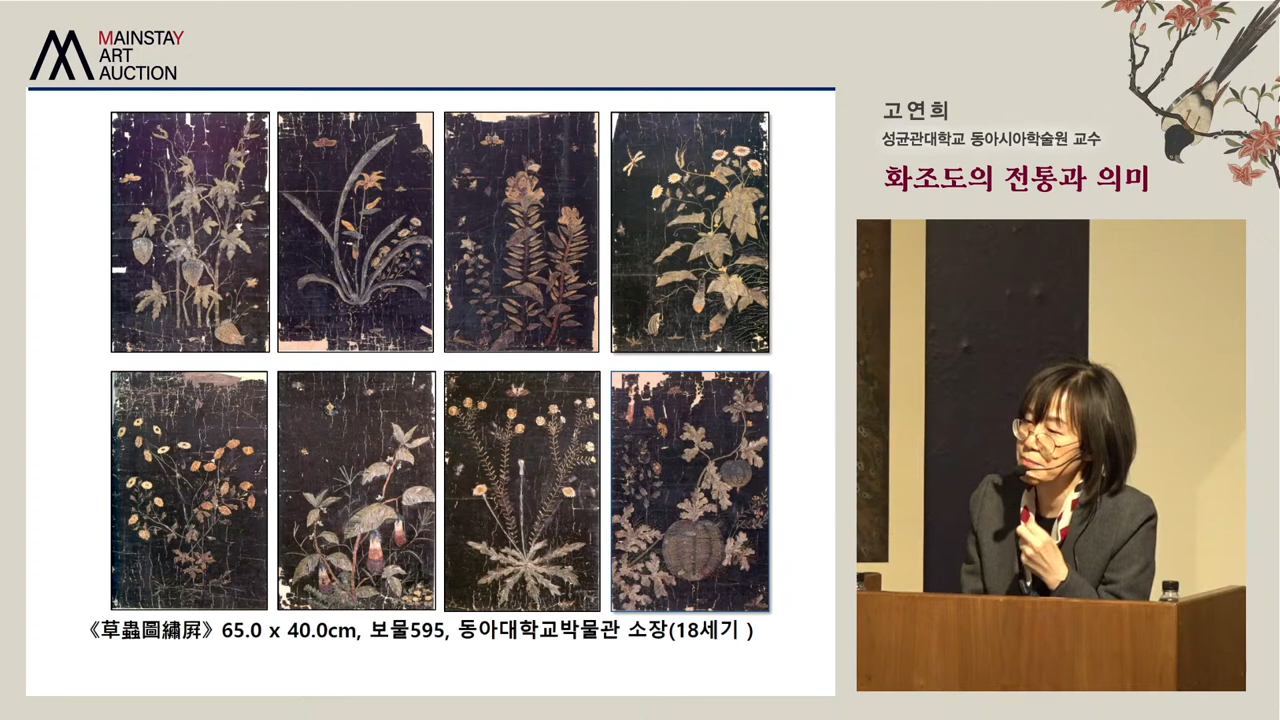 MAINSTAY
ART
AUCTION
고연희
성균관대학교 동아시아학술원 교수
화조도의 전통과 의미
《草蟲圖繡屛》65.0 x 40.0cm, 보물595, 동아대학교박물관 소장(18세기 )